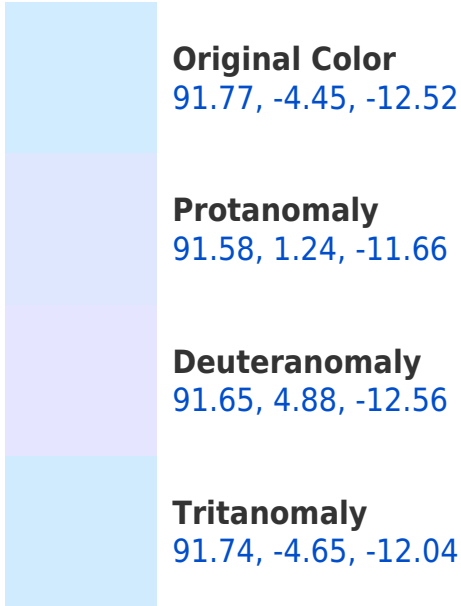 Original Color
91.77, -4.45, -12.52
Protanomaly
91.58, 1.24, -11.66
Deuteranomaly
91.65, 4.88, -12.56
Tritanomaly
91.74, -4.65, -12.04